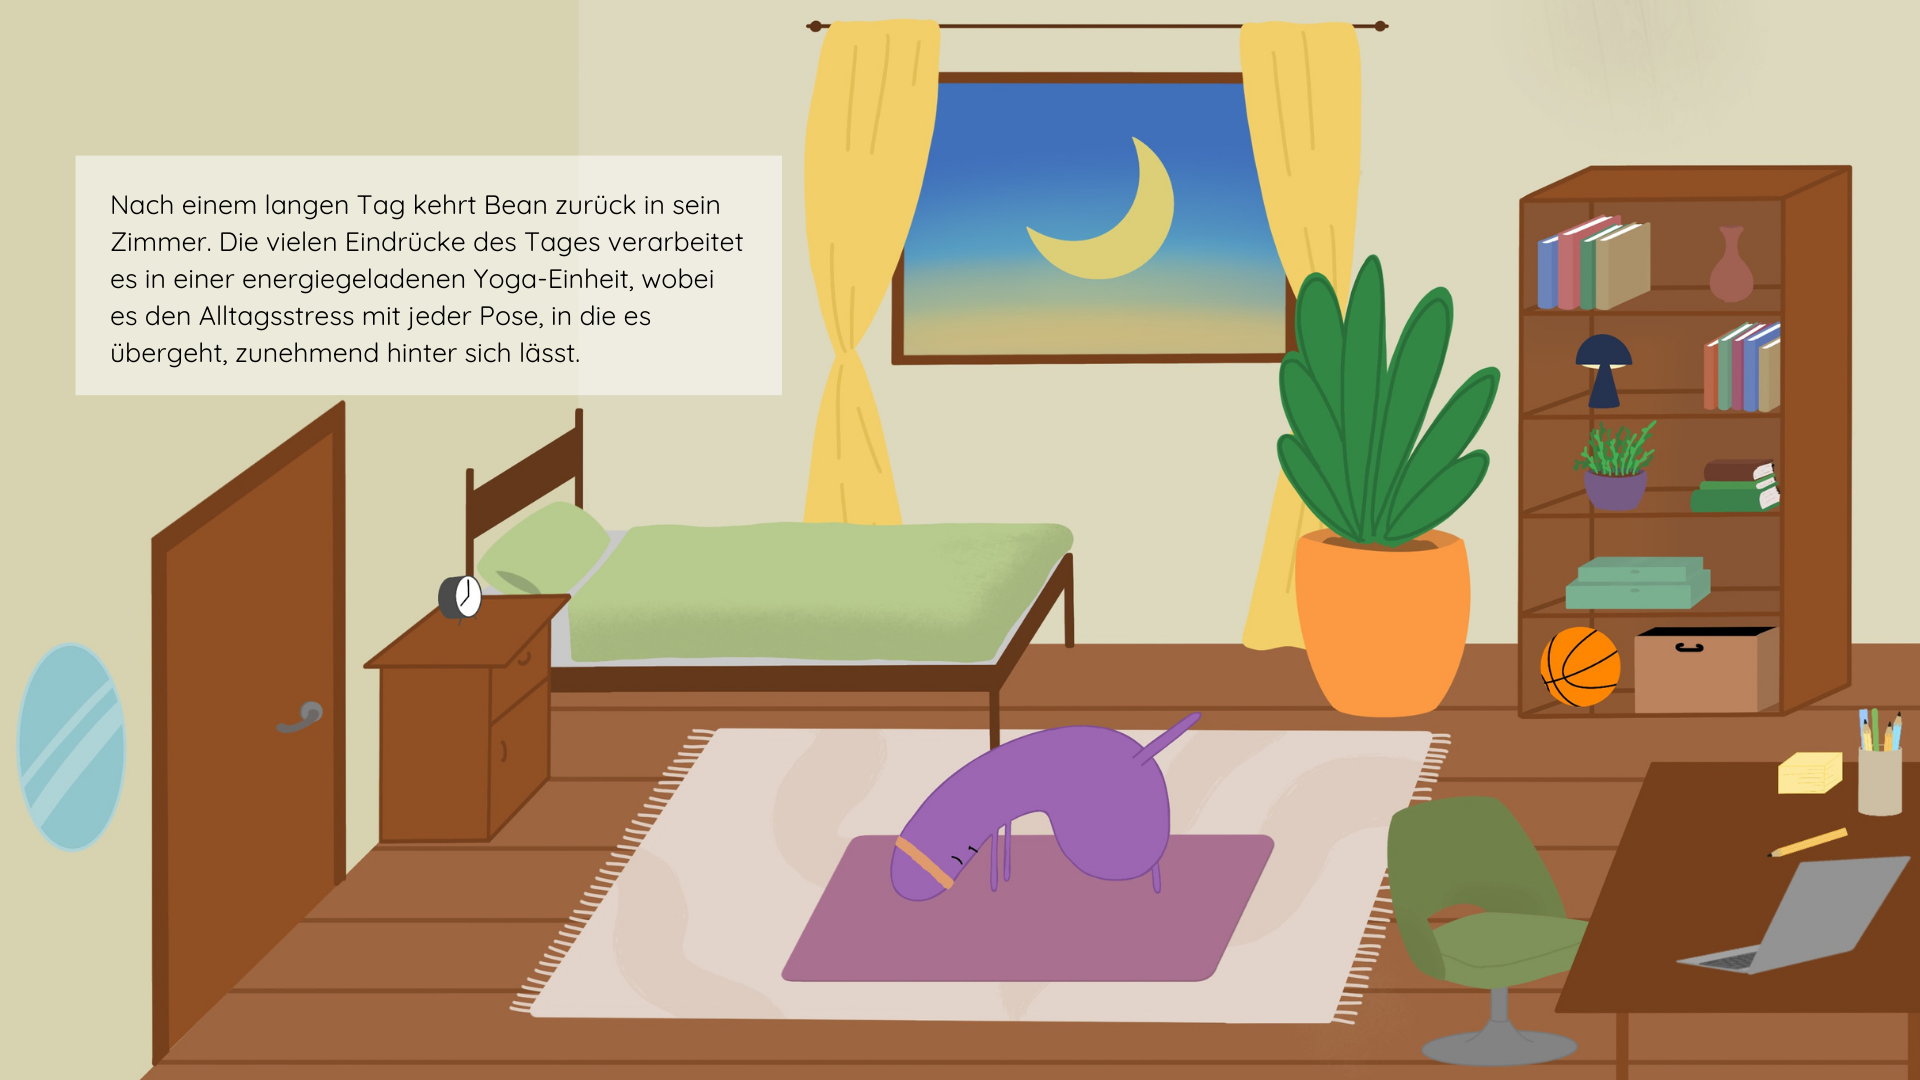 Nach einem langen Tag kehrt Bean zurück in sein
Zimmer. Die vielen Eindrücke des Tages verarbeitet
es in einer energiegeladenen Yoga-Einheit, wobei
es den Alltagsstress mit jeder Pose, in die es
übergeht, zunehmend hinter sich lässt.